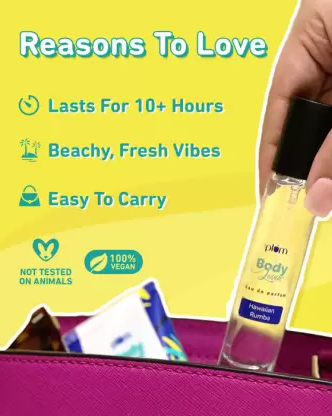 Reasons To Love
Lasts For 10+ Hours
Beachy, Fresh Vibes
Easy To Carry
NOT TESTED
ON ANIMALS
100%
VEGAN
plum
Body
Lovin'
eau de parfum
Hawaiian
Rumba